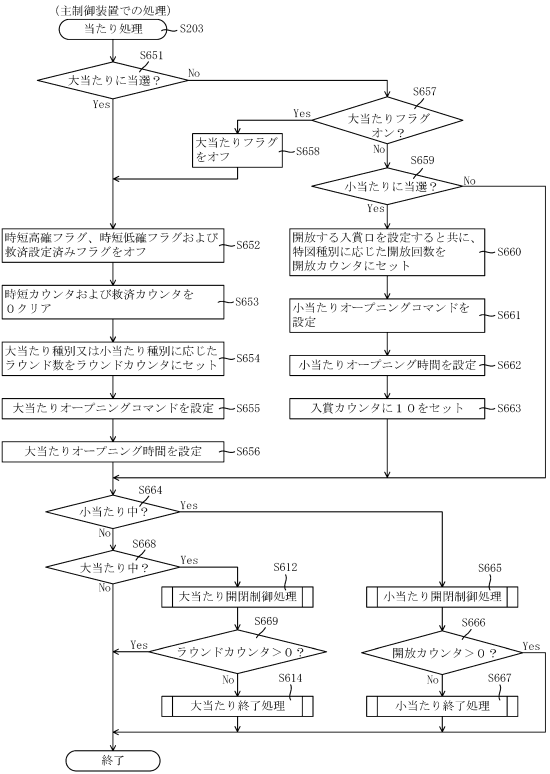 (主制御装置での処理)
当たり処理
S203
S651
大当たりに当選？
No
Yes
S657
大当たりフラグ
オン？
Yes
No
大当たりフラグ
をオフ
S658
S659
小当たりに当選？
No
Yes
時短高確フラグ、時短低確フラグおよび
救済設定済みフラグをオフ
S652
開放する入賞口を設定すると共に、
特図種別に応じた開放回数を
開放カウンタにセット
S660
時短カウンタおよび救済カウンタを
０クリア
S653
小当たりオープニングコマンドを
設定
S661
大当たり種別又は小当たり種別に応じた
ラウンド数をラウンドカウンタにセット
S654
小当たりオープニング時間を設定
S662
大当たりオープニングコマンドを設定
S655
入賞カウンタに１０をセット
S663
大当たりオープニング時間を設定
S656
S664
小当たり中？
Yes
No
S668
大当たり中？
Yes
No
S612
大当たり開閉制御処理
S665
小当たり開閉制御処理
S669
ラウンドカウンタ＞０？
Yes
No
S666
開放カウンタ＞０？
Yes
No
S614
大当たり終了処理
S667
小当たり終了処理
終了